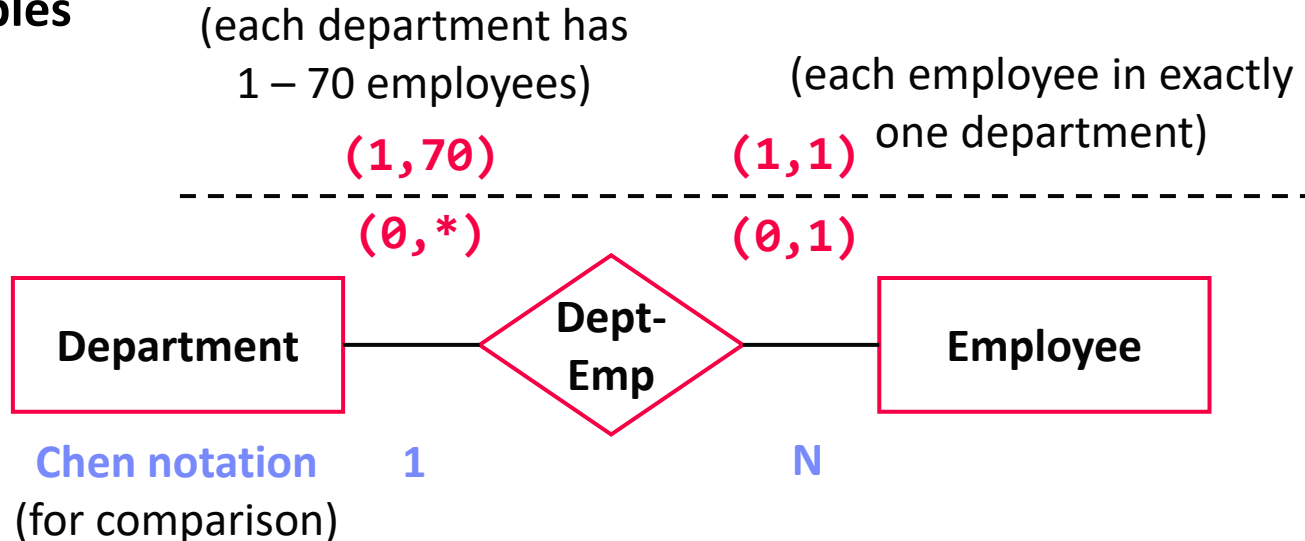 (each department has
1 – 70 employees)
(each employee in exactly
one department)
(1,70)
(1,1)
(0,*)
(0,1)
Department
Dept-
Emp
Employee
Chen notation
1
N
(for comparison)